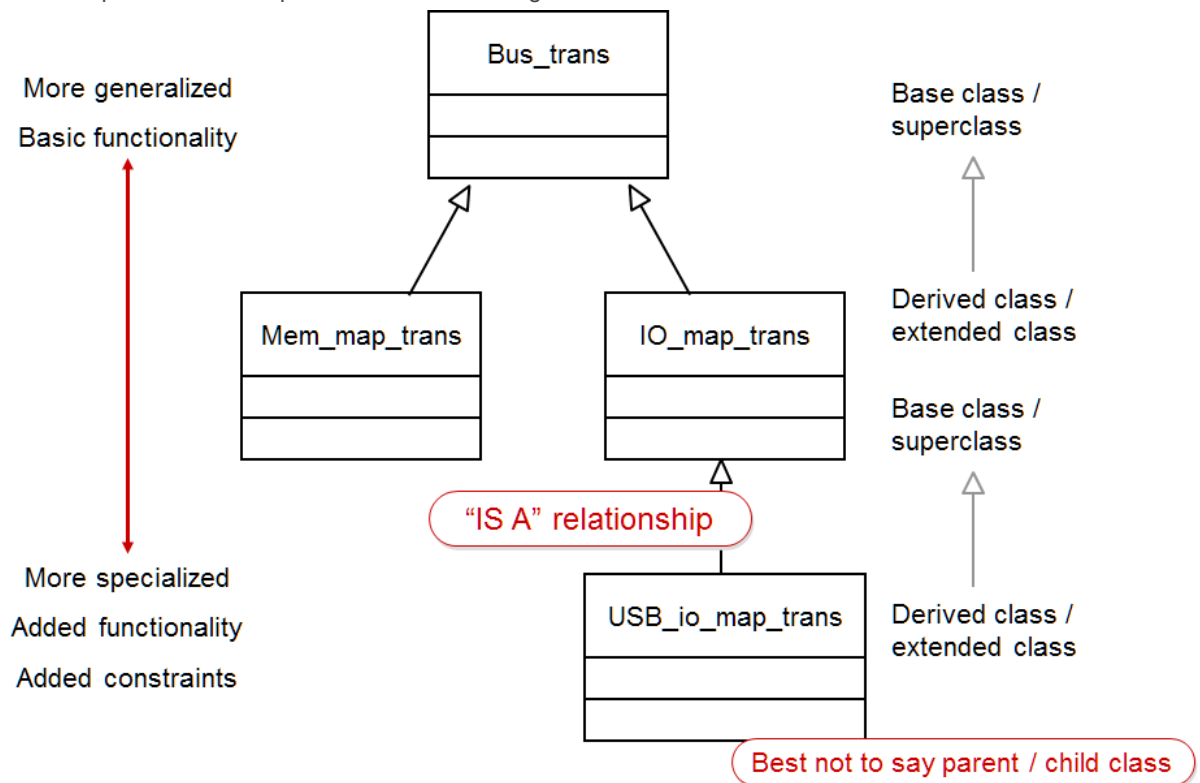 Bus_trans
More generalized
Basic functionality
Base class /
superclass
Mem_map_trans
IO_map_trans
Derived class /
extended class
Base class /
superclass
“IS A” relationship
More specialized
Added functionality
Added constraints
USB_io_map_trans
Derived class /
extended class
Best not to say parent / child class